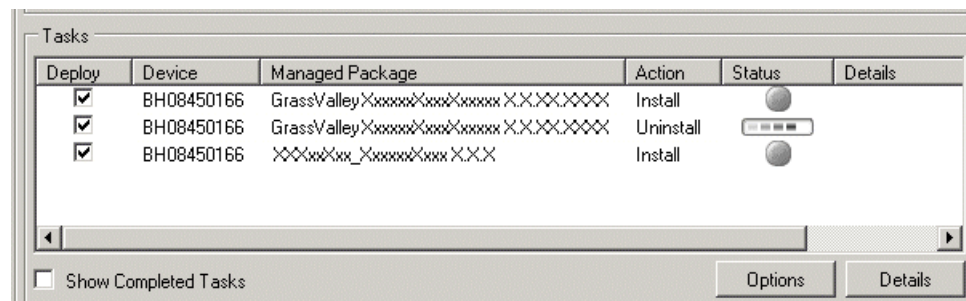 Tasks
Deploy Device Managed Package Action Status Details
BH08450166 GrassValleyXxxxxxXxxxXxxxxx X.X.XX.XXXX Install
BH08450166 GrassValleyXxxxxxXxxxXxxxxx X.X.XX.XXXX Uninstall
BH08450166 XXXxxXxx_XxxxxxXxxx X.X.X Install
Show Completed Tasks Options Details